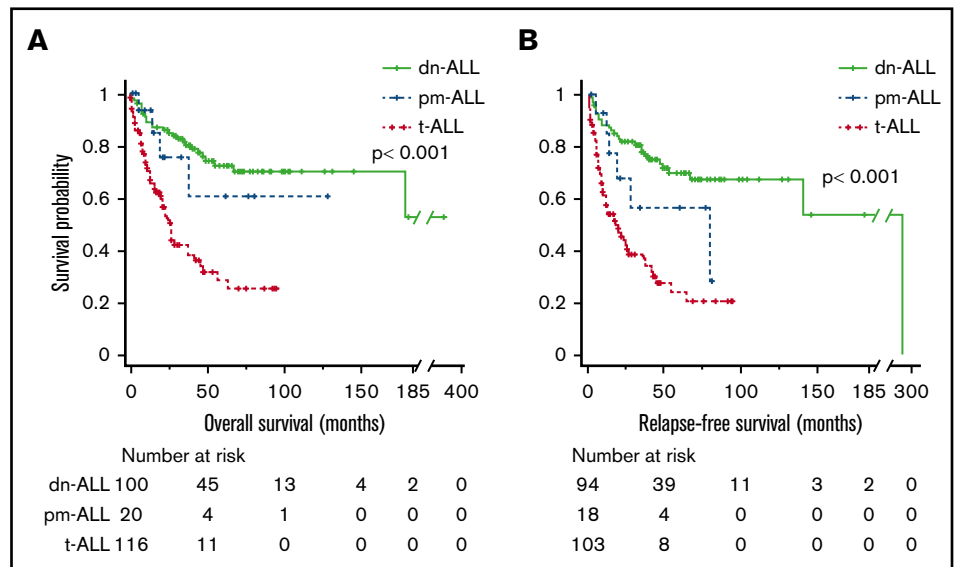 A
dn-ALL
pm-ALL
t-ALL
p< 0.001
Survival probability
1
0.8
0.6
0.4
0.2
0
0 50 100 150 185 400
Overall survival (months)
Number at risk
dn-ALL 100 45 13 4 2 0
pm-ALL 20 4 1 0 0 0
t-ALL 116 11 0 0 0 0
B
dn-ALL
pm-ALL
t-ALL
p< 0.001
1
0.8
0.6
0.4
0.2
0
0 50 100 150 185 300
Relapse-free survival (months)
Number at risk
94 39 11 3 2 0
18 4 0 0 0 0
103 8 0 0 0 0